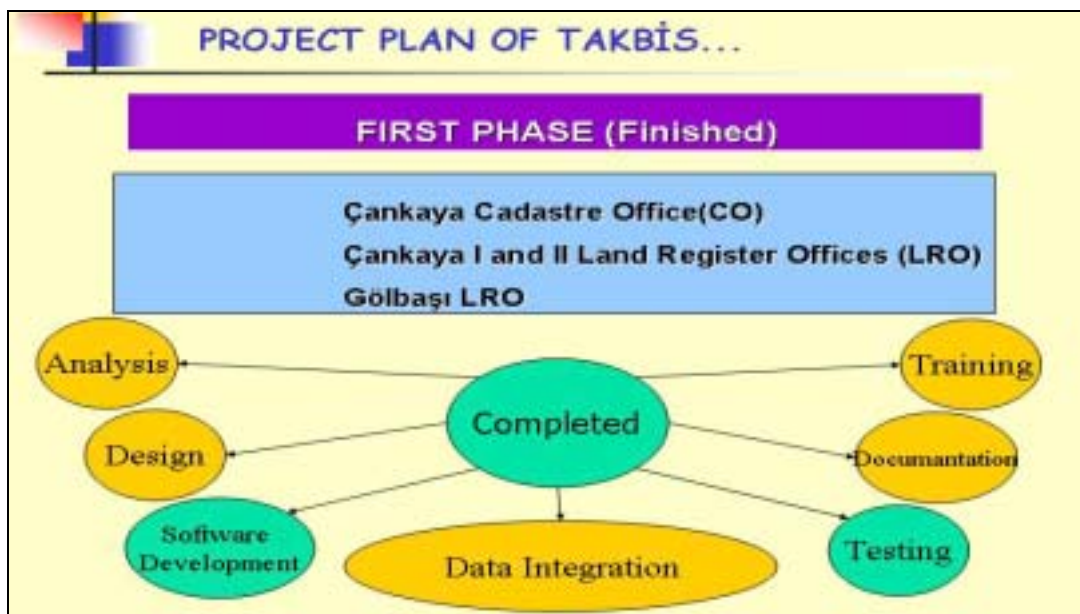 PROJECT PLAN OF TAKBİS...
FIRST PHASE (Finished)
Çankaya Cadastre Office(CO)
Çankaya I and II Land Register Offices (LRO)
Gölbaşı LRO
Analysis
Training
Completed
Design
Documantation
Software
Development
Data Integration
Testing